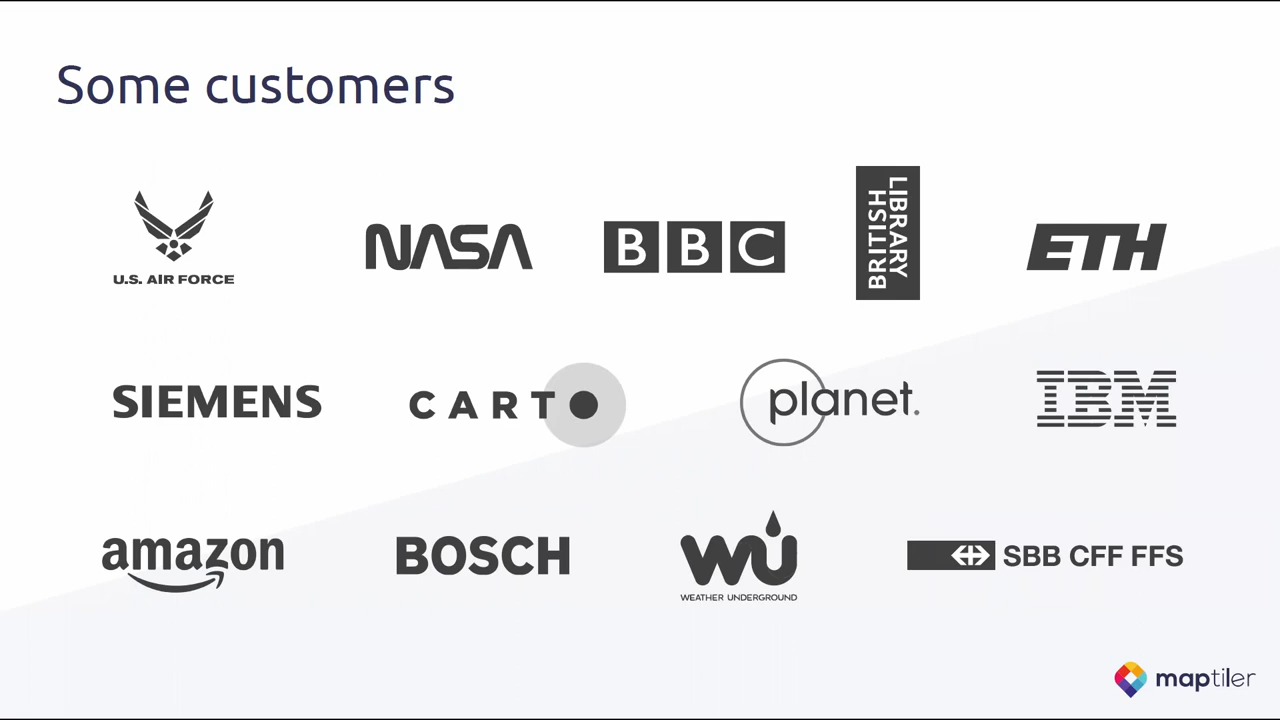 Some customers
U.S. AIR FORCE
NASA
BBC
BRITISH
LIBRARY
ETH
SIEMENS
CARTO
planet.
IBM
amazon
BOSCH
WU
WEATHER UNDERGROUND
SBB CFF FFS
maptiler